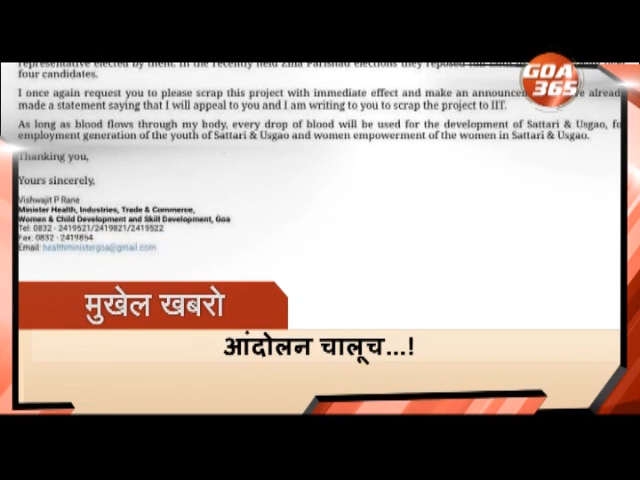 representative elected by them. In the recently held Zilla Parishad elections they reposed
four candidates.
I once again request you to please scrap this project with immediate effect and make an
made a statement saying that I will appeal to you and I am writing to you to scrap the project to IIT.
As long as blood flows through my body, every drop of blood will be used for the development of Sattari & Usgao,
employment generation of the youth of Sattari & Usgao and women empowerment of the women in Sattari & Usgao.
Thanking you,
Yours sincerely,
Vishwajit P Rane
Minister Health, Industries, Trade & Commerce,
Women & Child Development and Skill Development, Goa
Tel: 0832 - 2419521/2419821/2419522
Fax: 0832 - 2419854
Email: healthministergoa@gmail.com
GOA
365
मुखेल खबरो
आंदोलन चालूच...!